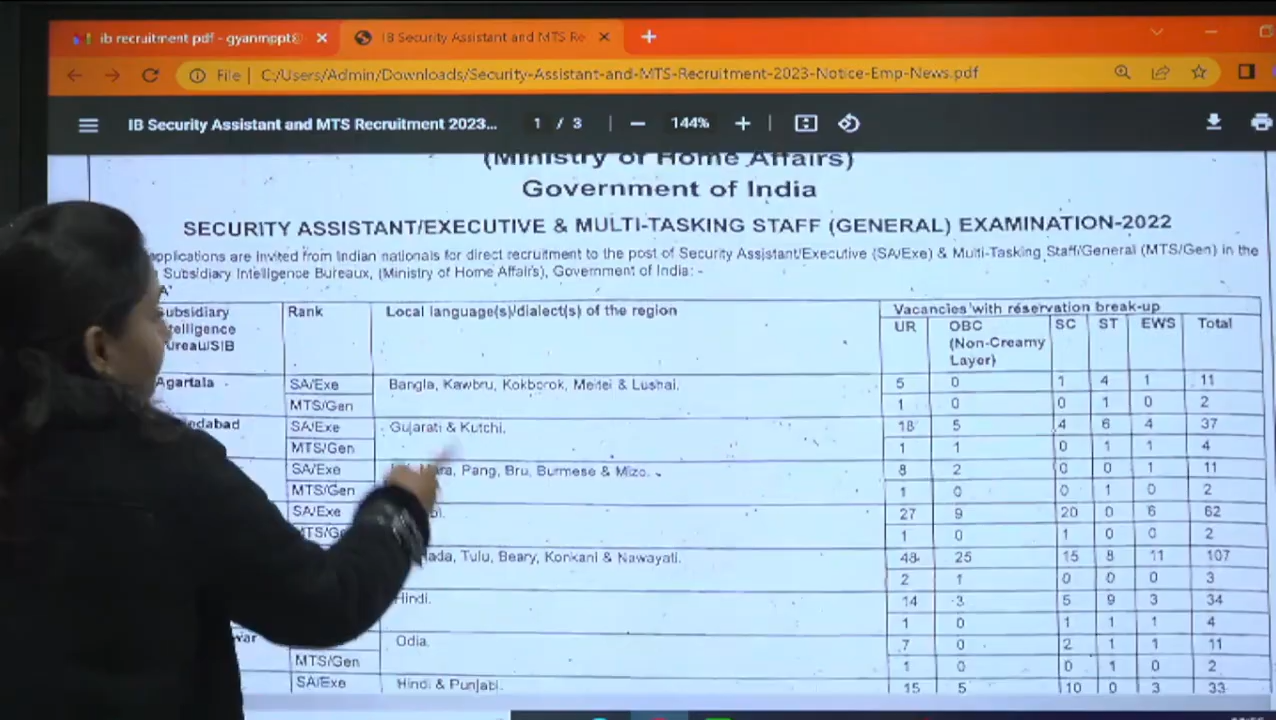 ib recruitment pdf - gyanmppt@
IB Security Assistant and MTS Re
File | C:/Users/Admin/Downloads/Security-Assistant-and-MTS-Recruitment-2023-Notice-Emp-News.pdf
IB Security Assistant and MTS Recruitment 2023... 1 / 3 144%
(Ministry of Home Affairs)
Government of India
SECURITY ASSISTANT/EXECUTIVE & MULTI-TASKING STAFF (GENERAL) EXAMINATION-2022
applications are Invited from Indian nationals for direct recruitment to the post of Security Assistant/Executive (SA/Exe) & Multi-Tasking Staff/General (MTS/Gen) in the
Subsidiary Intelligence Bureaux, (Ministry of Home Affairs), Government of India: -
Subsidiary Rank Local language(s)/dialect(s) of the region Vacancies with reservation break-up
ntelligence UR OBC SC ST EWS Total
ureau/SIB (Non-Creamy
Layer)
Agartala SA/Exe Bangla, Kawbru, Kokborok, Meitei & Lushai. 5 0 1 4 1 11
MTS/Gen 1 0 0 1 0 2
edabad SA/Exe Gujarati & Kutchi. 18 5 4 6 4 37
MTS/Gen 1 1 0 1 1 4
SA/Exe Pang, Bru, Burmese & Mizo. 8 2 0 0 1 11
MTS/Gen 1 0 0 1 0 2
SA/Exe 27 9 20 0 6 62
MTS/Ge 1 0 1 0 0 2
ada, Tulu, Beary, Konkani & Nawayati. 48 25 15 8 11 107
2 1 0 0 0 3
Hindi. 14 3 5 9 3 34
1 0 1 1 1 4
war Odia. 7 0 2 1 1 11
MTS/Gen 1 0 0 1 0 2
SA/Exe Hindi & Punjabi. 15 5 10 0 3 33